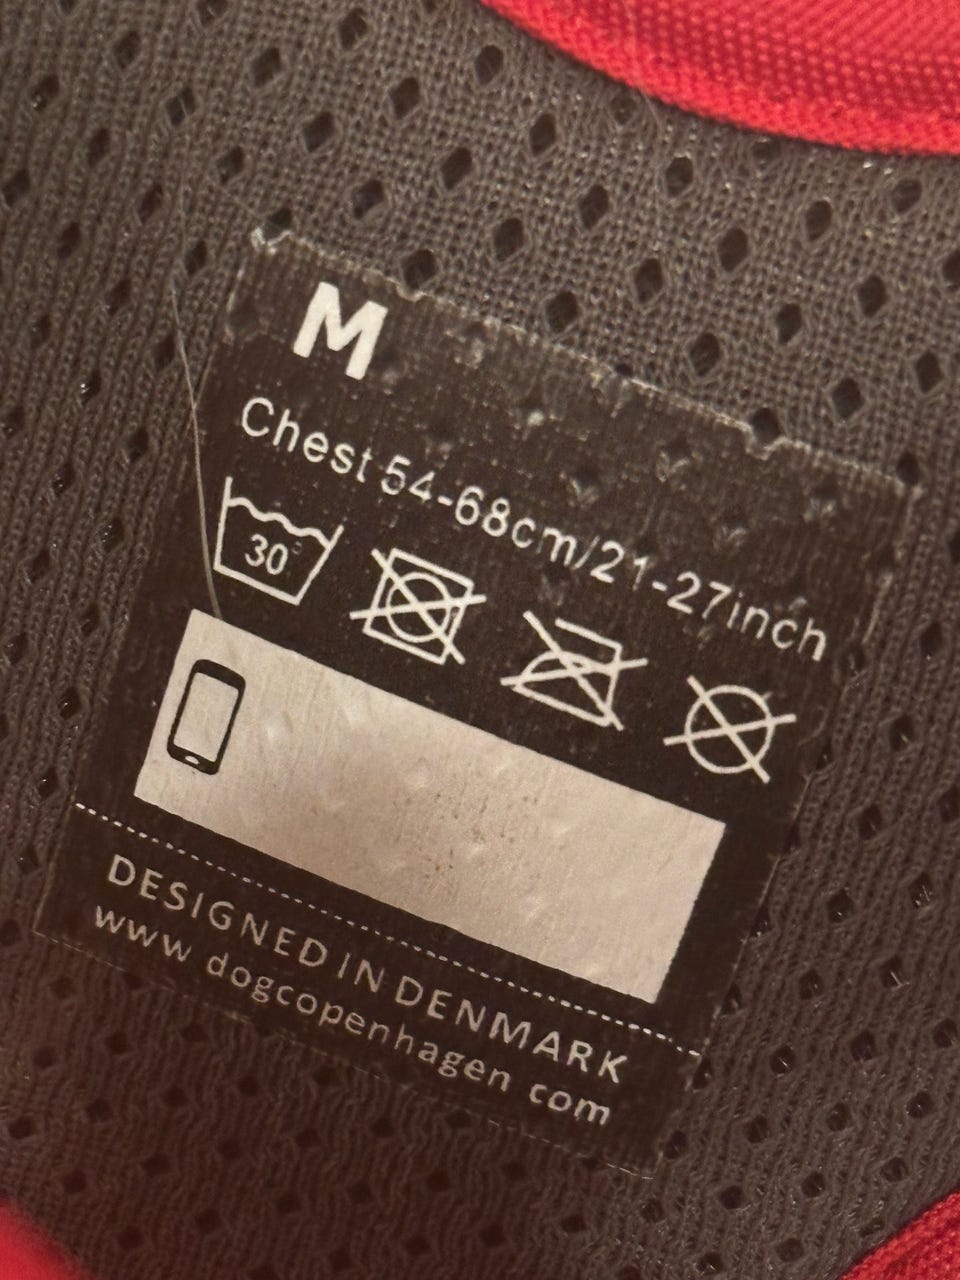 M
Chest 54-68cm/21-27inch
30°
DESIGNED IN DENMARK
www dogcopenhagen com